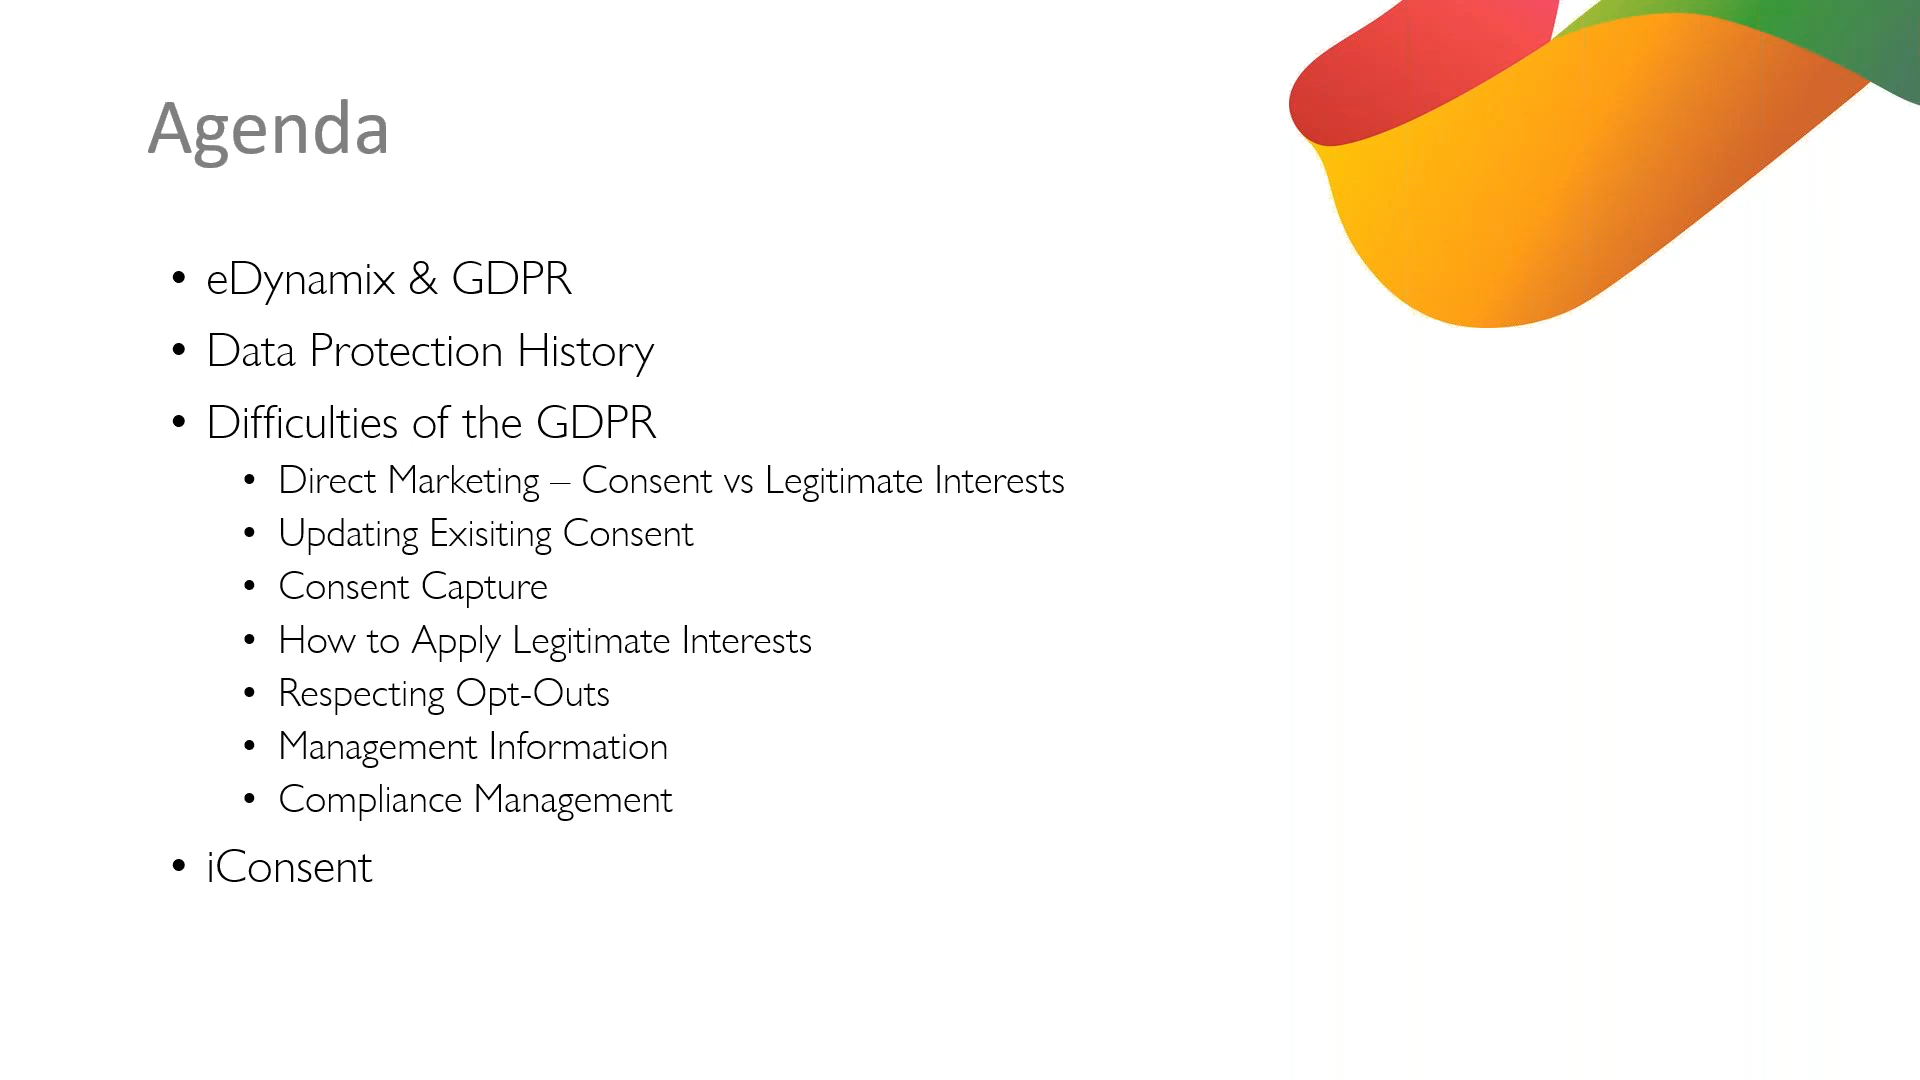 Agenda
• eDynamix & GDPR
• Data Protection History
• Difficulties of the GDPR
• Direct Marketing – Consent vs Legitimate Interests
• Updating Exisiting Consent
• Consent Capture
• How to Apply Legitimate Interests
• Respecting Opt-Outs
• Management Information
• Compliance Management
• iConsent